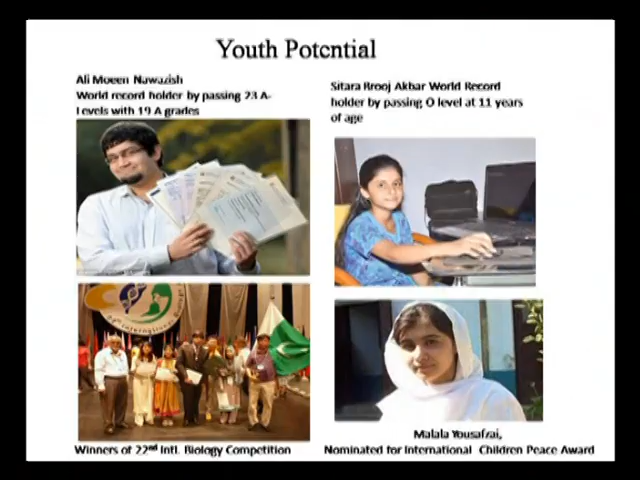 Youth Potential
Ali Moeen Nawazish
World record holder by passing 23 A-
Levels with 19 A grades
Sitara Brooj Akbar World Record
holder by passing O level at 11 years
of age
Winners of 22nd Intl. Biology Competition
Malala Yousafzai,
Nominated for International Children Peace Award